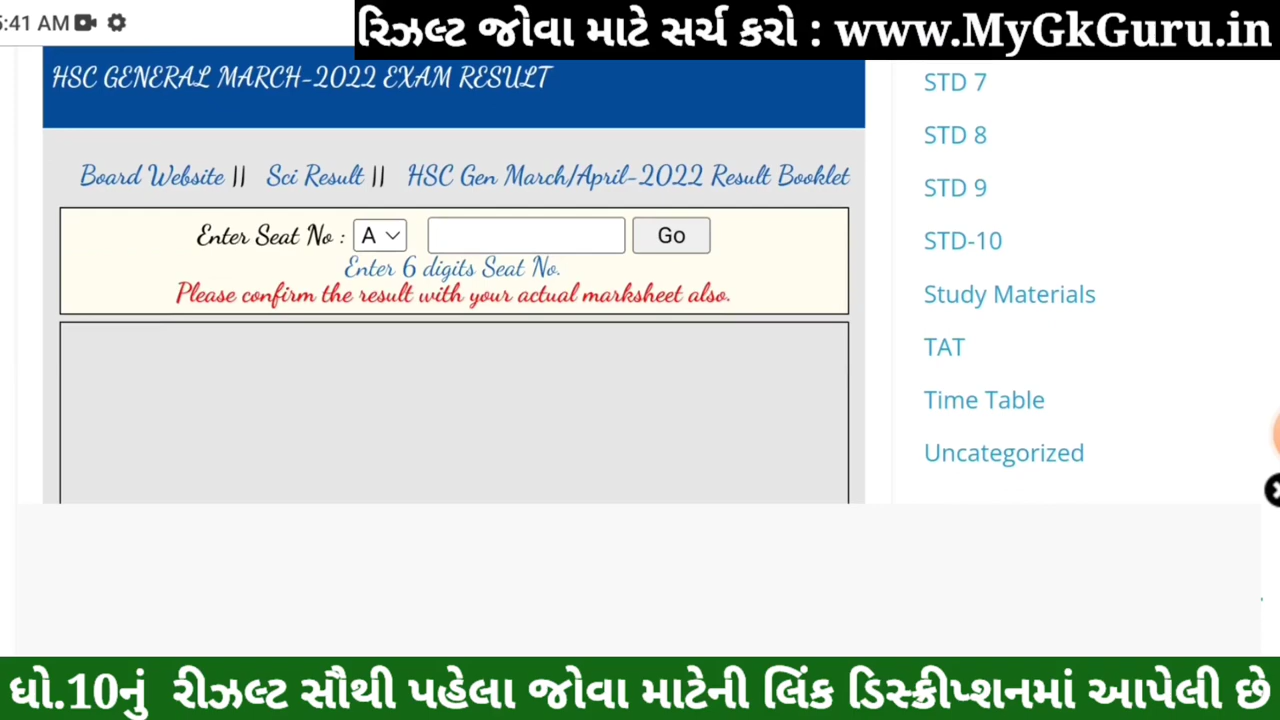 5:41 AM
રિઝલ્ટ જોવા માટે સર્ચ કરો : www.MyGkGuru.in
HSC GENERAL MARCH-2022 EXAM RESULT
Board Website || Sci Result || HSC Gen March/April-2022 Result Booklet
Enter Seat No : A Go
Enter 6 digits Seat No.
Please confirm the result with your actual marksheet also.
STD 7
STD 8
STD 9
STD-10
Study Materials
TAT
Time Table
Uncategorized
ધો.10નું રીઝલ્ટ સૌથી પહેલા જોવા માટેની લિંક ડિસ્ક્રીપ્શનમાં આપેલી છે